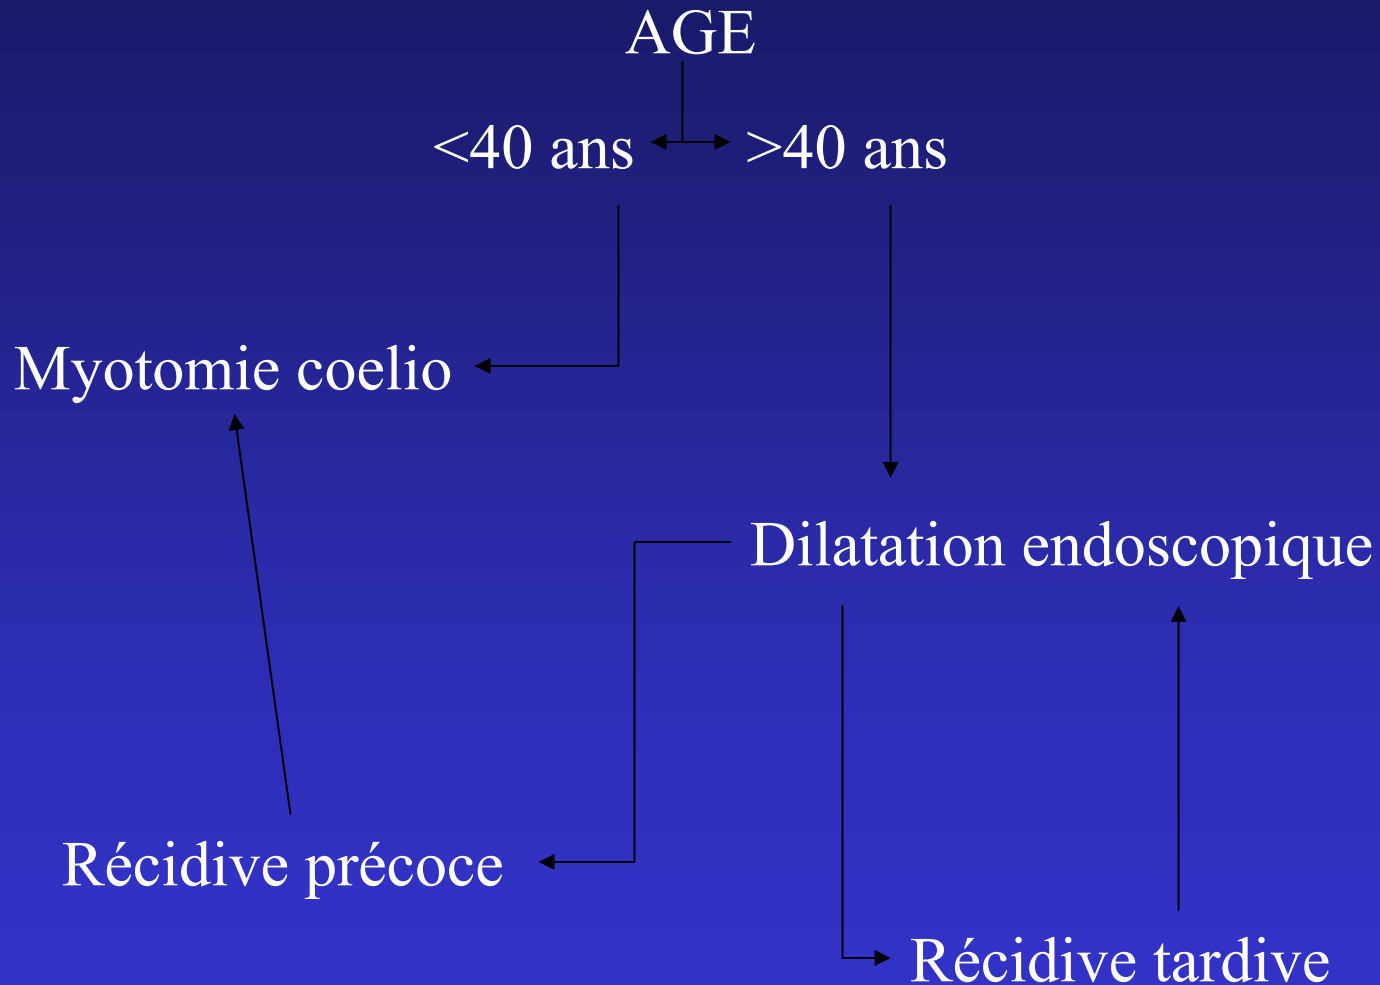 AGE
<40 ans >40 ans
Myotomie coelio
Dilatation endoscopique
Récidive précoce
Récidive tardive